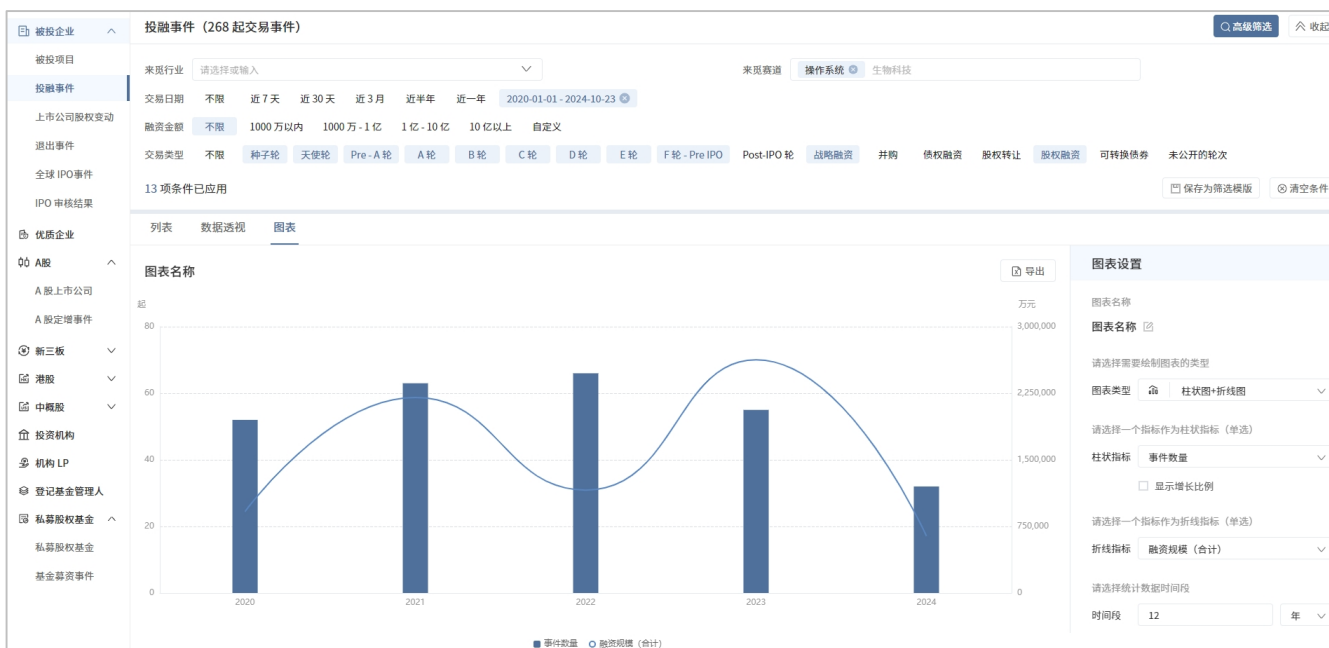 被投企业
被投项目
投融事件
上市公司股权变动
退出事件
全球 IPO事件
IPO 审核结果
优质企业
A股
A 股上市公司
A 股定增事件
新三板
港股
中概股
投资机构
机构 LP
登记基金管理人
私募股权基金
私募股权基金
基金募资事件
投融事件（268 起交易事件）
高级筛选 收起
来觅行业 请选择或输入
来觅赛道 操作系统 生物科技
交易日期 不限 近 7 天 近 30 天 近 3 月 近半年 近一年 2020-01-01 - 2024-10-23
融资金额 不限 1000 万以内 1000 万 - 1 亿 1 亿 - 10 亿 10 亿以上 自定义
交易类型 不限 种子轮 天使轮 Pre - A 轮 A 轮 B 轮 C 轮 D 轮 E 轮 F 轮 - Pre IPO Post-IPO 轮 战略融资 并购 债权融资 股权转让 股权融资 可转换债券 未公开的轮次
13 项条件已应用
保存为筛选模版 清空条件
列表 数据透视 图表
图表名称
导出
起 万元
80 3,000,000
60 2,250,000
40 1,500,000
20 750,000
0 0
2020 2021 2022 2023 2024
事件数量 融资规模（合计）
图表设置
图表名称
图表名称
请选择需要绘制图表的类型
图表类型 柱状图+折线图
请选择一个指标作为柱状指标（单选）
柱状指标 事件数量
显示增长比例
请选择一个指标作为折线指标（单选）
折线指标 融资规模（合计）
请选择统计数据时间段
时间段 12 年